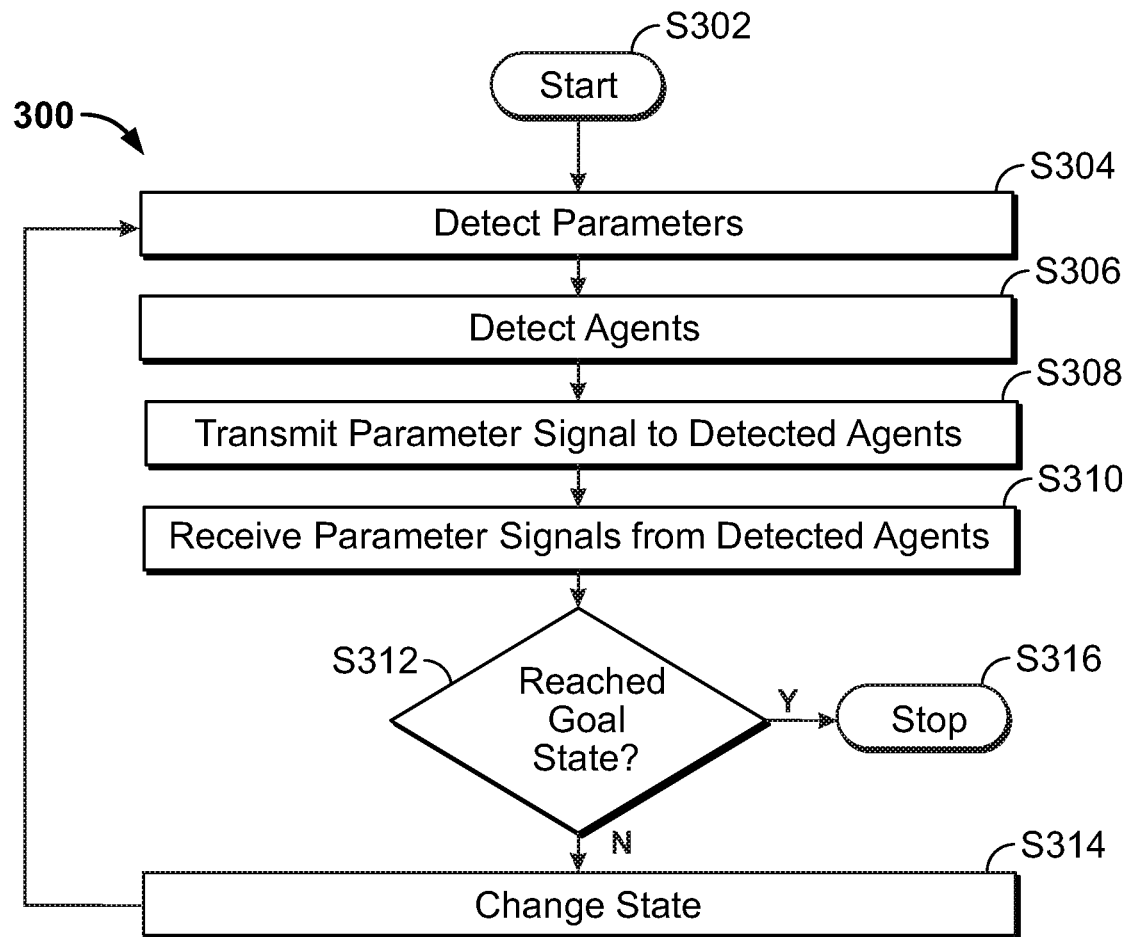 S302
Start
300
S304
Detect Parameters
S306
Detect Agents
S308
Transmit Parameter Signal to Detected Agents
S310
Receive Parameter Signals from Detected Agents
S312
Reached
Goal
State?
Y
S316
Stop
N
S314
Change State